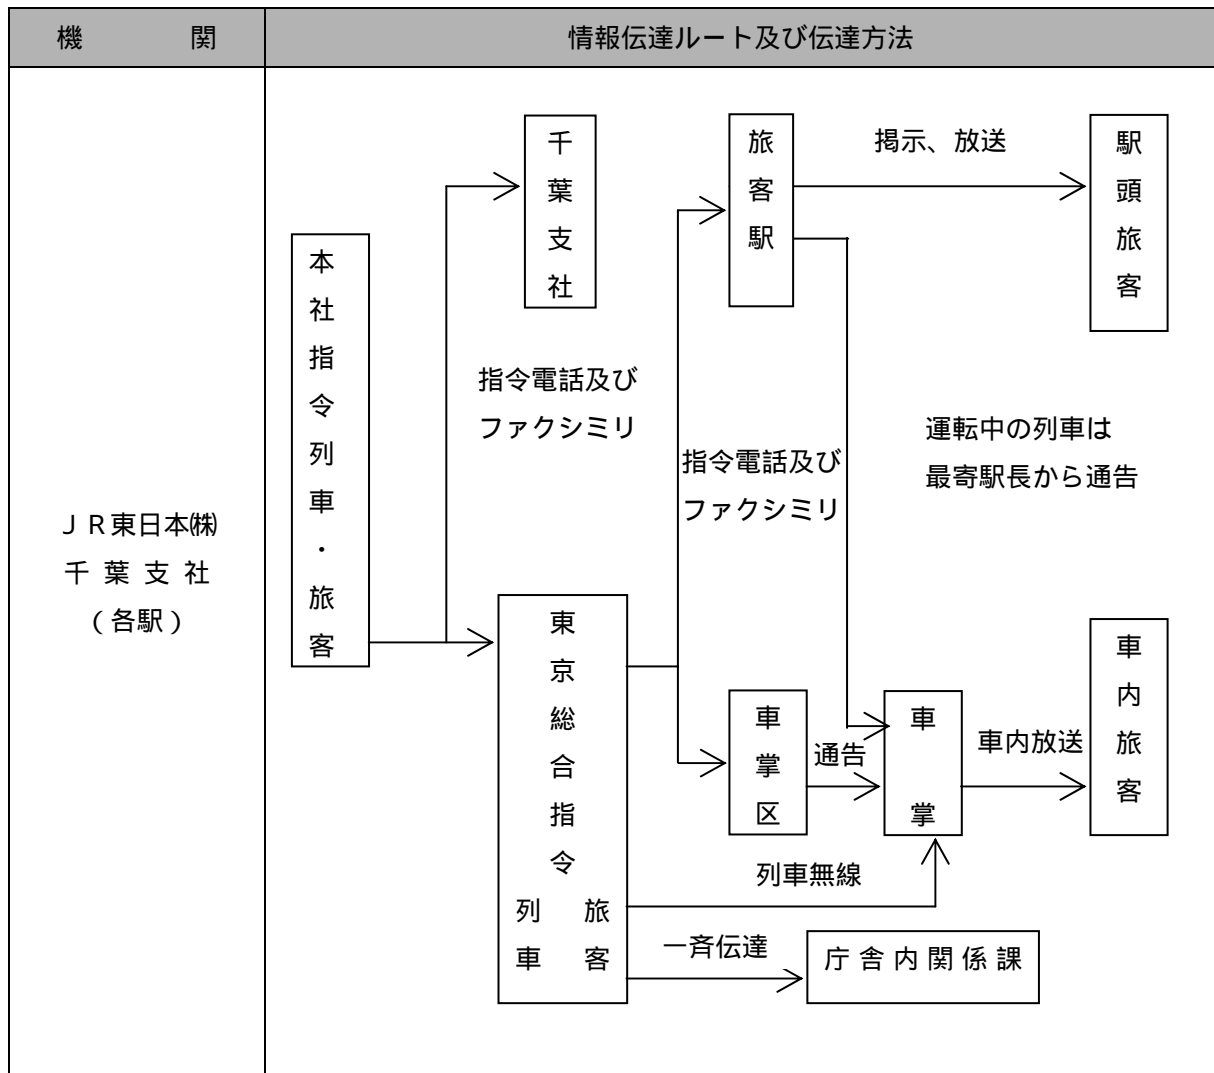 機　関
情報伝達ルート及び伝達方法
ＪＲ東日本㈱
千葉支社
（各駅）
本社指令列車・旅客
千葉支社
指令電話及び
ファクシミリ
東京総合指令
列車
旅客
旅客駅
掲示、放送
駅頭旅客
指令電話及び
ファクシミリ
運転中の列車は
最寄駅長から通告
車掌区
通告
車掌
車内放送
車内旅客
列車無線
一斉伝達
庁舎内関係課